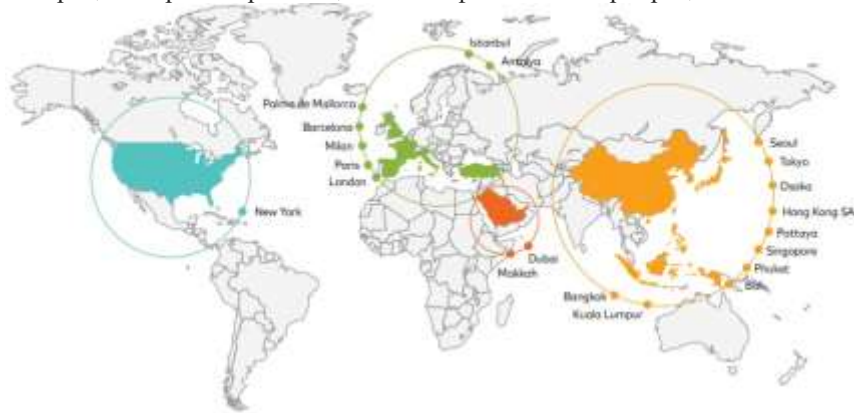 Istanbul
Antalya
Palma de Mallorca
Barcelona
Milan
Paris
London
New York
Seoul
Tokyo
Osaka
Hong Kong SA
Pattaya
Singapore
Phuket
Bali
Bangkok
Kuala Lumpur
Dubai
Makkah